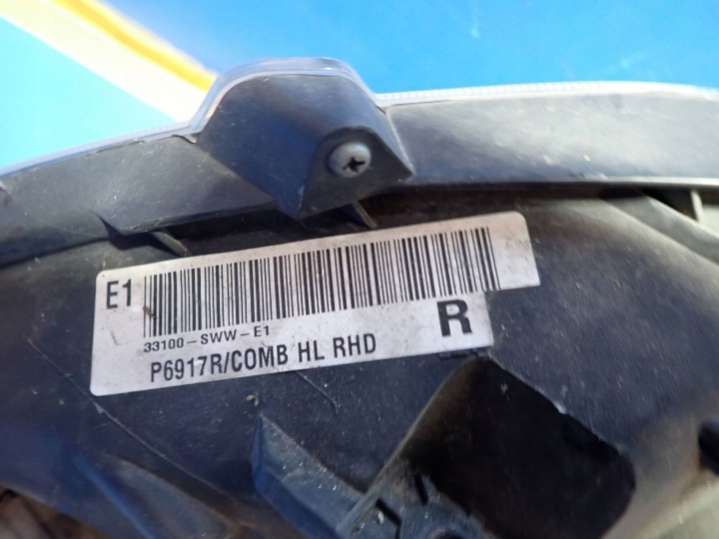 E1
33100-SWW-E1
R
P6917R/COMB HL RHD